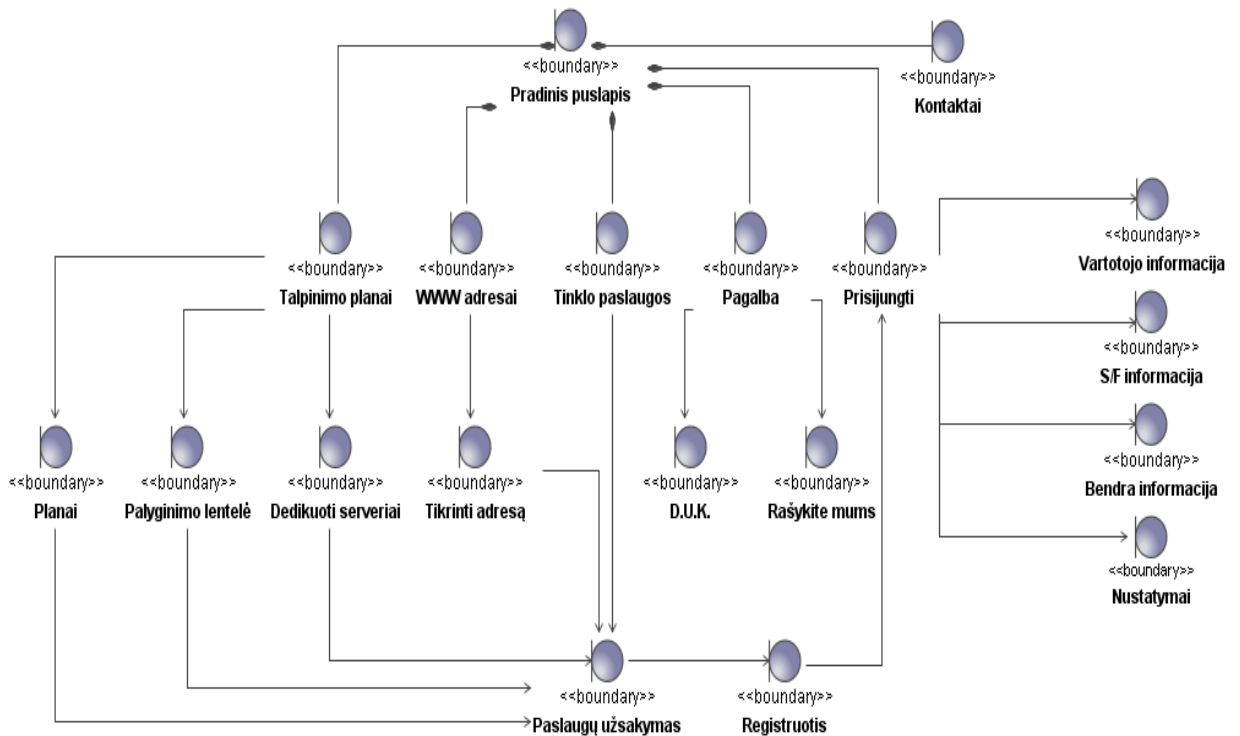 <<boundary>>
Pradinis puslapis
<<boundary>>
Kontaktai
<<boundary>>
Talpinimo planai
<<boundary>>
WWW adresai
<<boundary>>
Tinklo paslaugos
<<boundary>>
Pagalba
<<boundary>>
Prisijungti
<<boundary>>
Vartotojo informacija
<<boundary>>
S/F informacija
<<boundary>>
Bendra informacija
<<boundary>>
Nustatymai
<<boundary>>
Planai
<<boundary>>
Palyginimo lentelė
<<boundary>>
Dedikuoti serveriai
<<boundary>>
Tikrinti adresą
<<boundary>>
D.U.K.
<<boundary>>
Rašykite mums
<<boundary>>
Paslaugų užsakymas
<<boundary>>
Registruotis